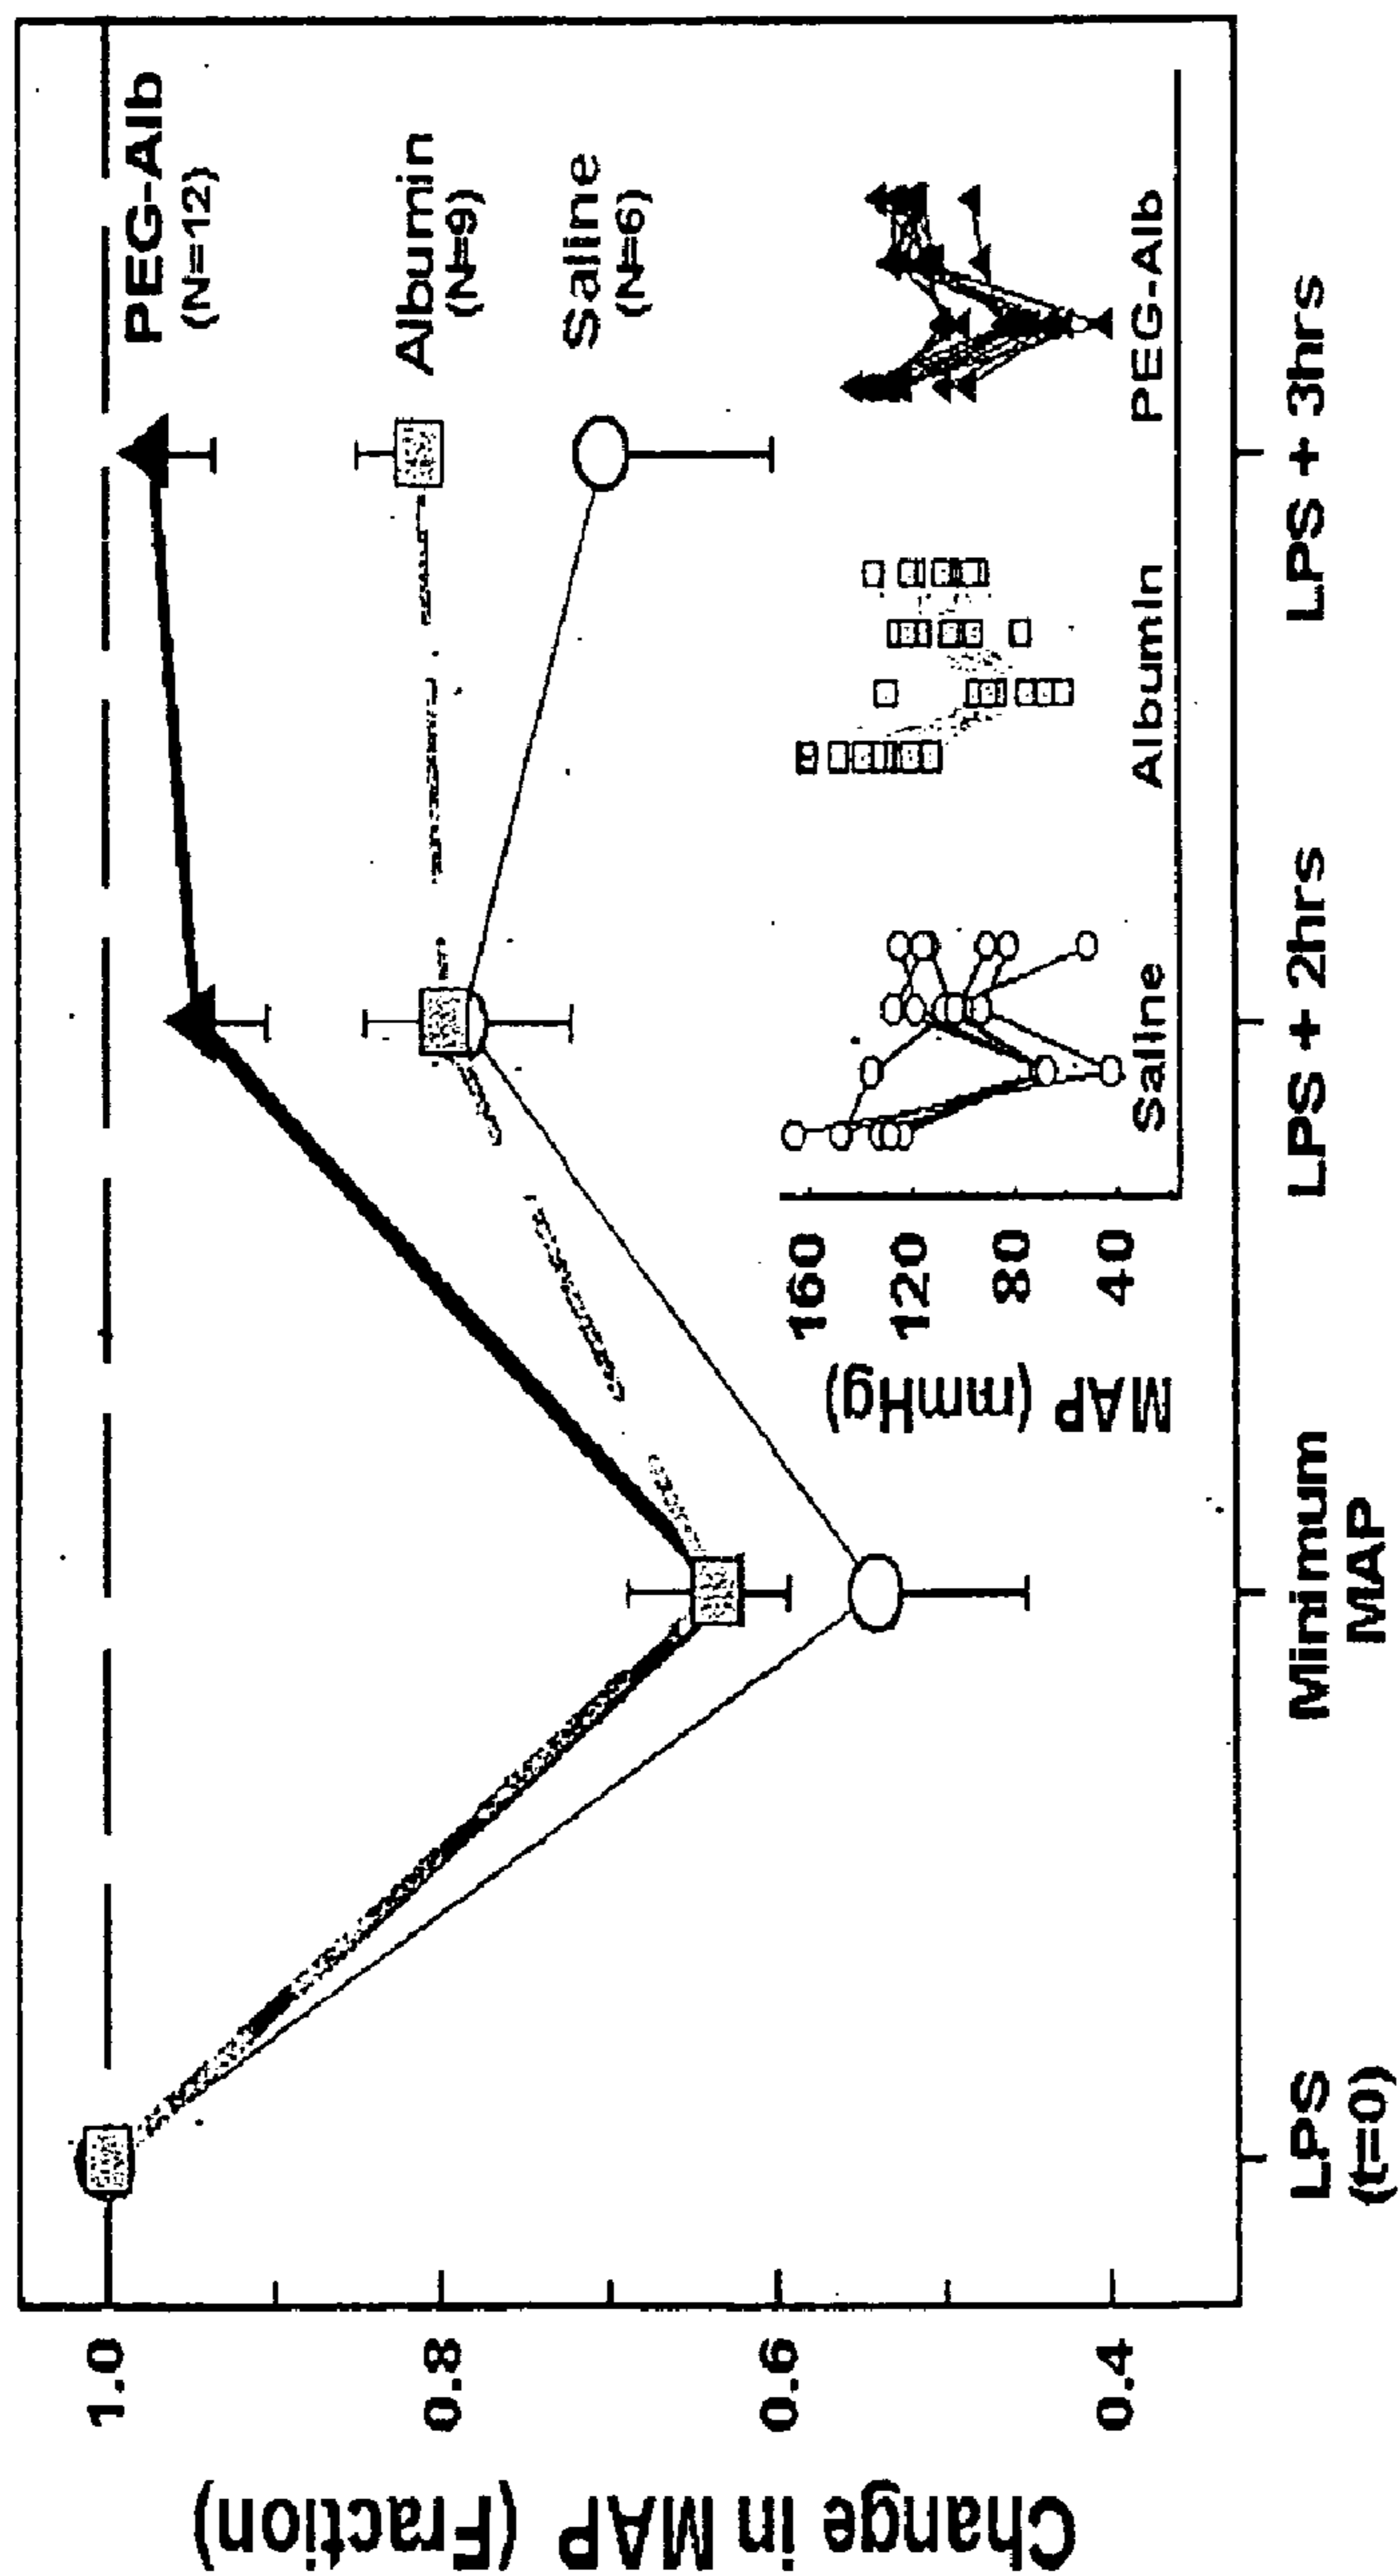 Change in MAP (Fraction)
1.0
0.8
0.6
0.4
PEG-Alb
(N=12)
Albumin
(N=9)
Saline
(N=6)
MAP (mmHg)
160
120
80
40
Saline
Albumin
PEG-Alb
LPS
(t=0)
Minimum
MAP
LPS + 2hrs
LPS + 3hrs